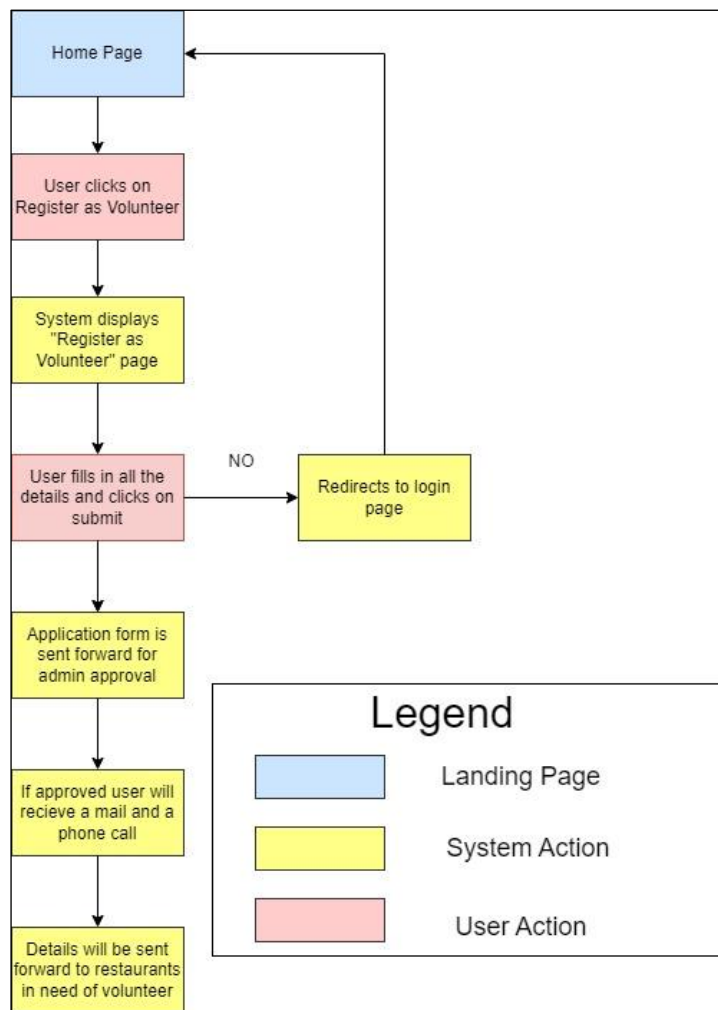 Home Page
User clicks on
Register as Volunteer
System displays
"Register as
Volunteer" page
User fills in all the
details and clicks on
submit
NO
Redirects to login
page
Application form is
sent forward for
admin approval
If approved user will
recieve a mail and a
phone call
Details will be sent
forward to restaurants
in need of volunteer
Legend
Landing Page
System Action
User Action